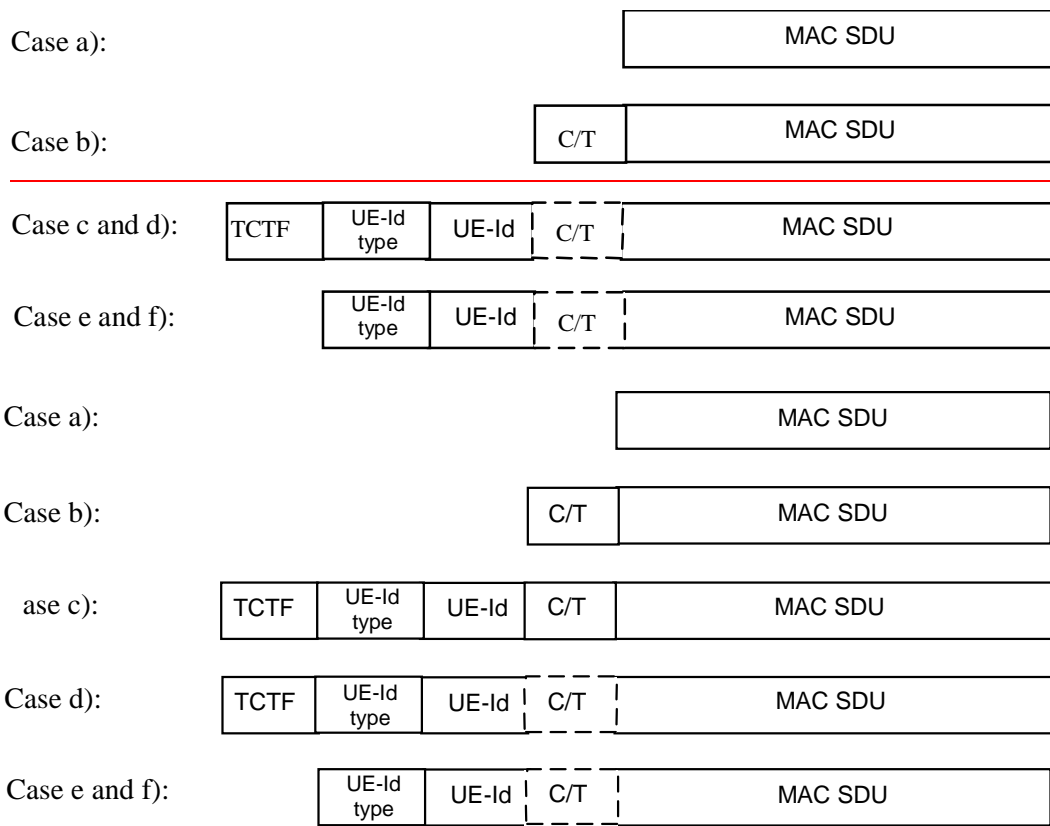 Case a): MAC SDU
Case b): C/T MAC SDU
Case c and d): TCTF UE-Id type UE-Id C/T MAC SDU
Case e and f): UE-Id type UE-Id C/T MAC SDU
Case a): MAC SDU
Case b): C/T MAC SDU
ase c): TCTF UE-Id type UE-Id C/T MAC SDU
Case d): TCTF UE-Id type UE-Id C/T MAC SDU
Case e and f): UE-Id type UE-Id C/T MAC SDU